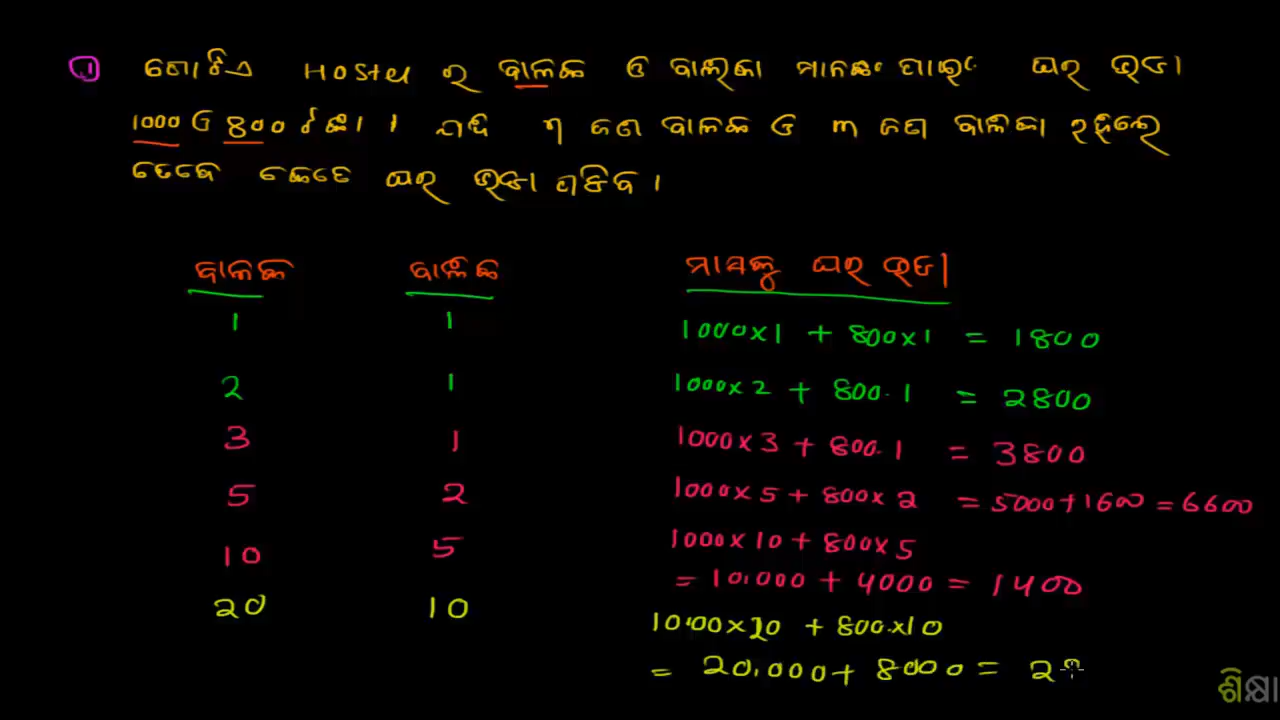 ୧) ଗୋଟିଏ Hostel ର ବାଳକ ଓ ବାଳିକା ମାନଙ୍କ ପାଇଁ ଘର ଭଡା
1000 ଓ 800 ଟଙ୍କା । ଯଦି n ଜଣ ବାଳକ ଓ m ଜଣ ବାଳିକା ରହିଲେ
ତେବେ କେତେ ଘର ଭଡା ପଡିବ ।
ବାଳକ ବାଳିକା ମାସକୁ ଘର ଭଡା
1 1 1000x1 + 800x1 = 1800
2 1 1000x2 + 800.1 = 2800
3 1 1000x3 + 800.1 = 3800
5 2 1000x5 + 800x2 = 5000+1600 = 6600
10 5 1000x10 + 800x5
= 10,000 + 4000 = 1400
20 10 1000x20 + 800x10
= 20,000 + 8000 = 28
ଶିକ୍ଷା